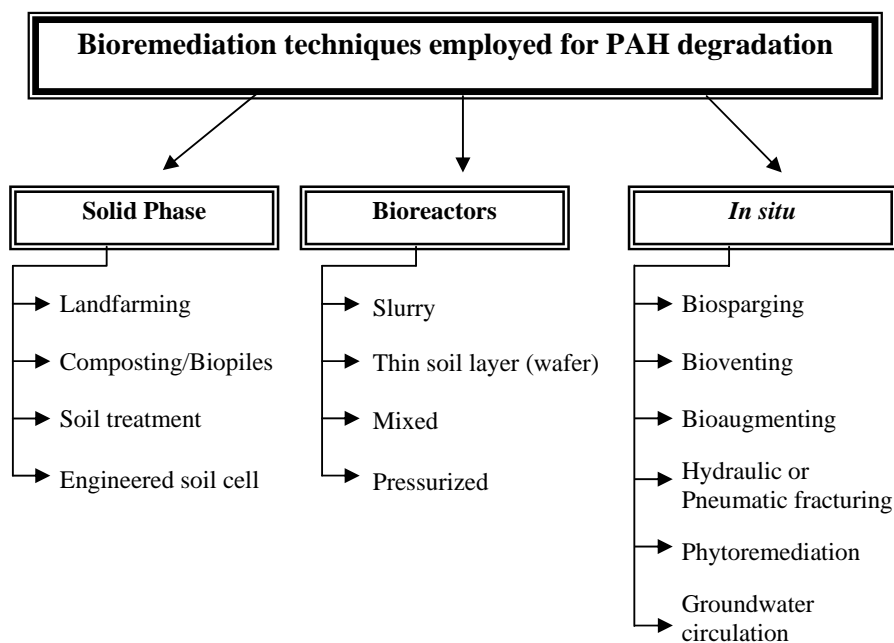 Bioremediation techniques employed for PAH degradation
Solid Phase
Landfarming
Composting/Biopiles
Soil treatment
Engineered soil cell
Bioreactors
Slurry
Thin soil layer (wafer)
Mixed
Pressurized
In situ
Biosparging
Bioventing
Bioaugmenting
Hydraulic or
Pneumatic fracturing
Phytoremediation
Groundwater
circulation